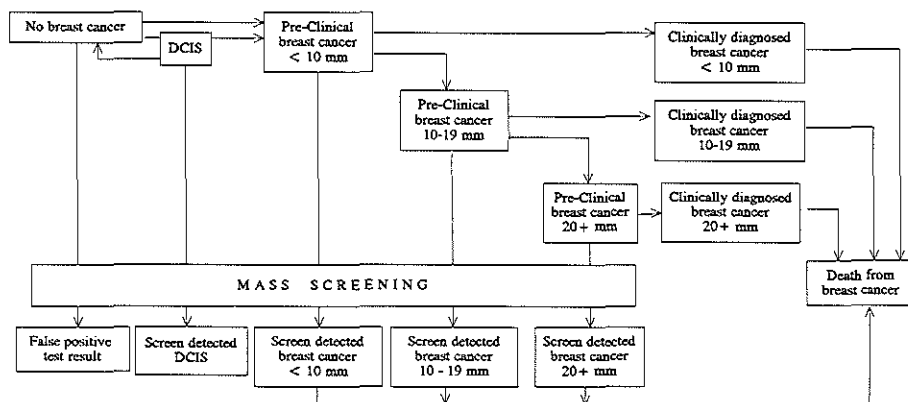 No breast cancer
DCIS
Pre-Clinical
breast cancer
< 10 mm
Clinically diagnosed
breast cancer
< 10 mm
Pre-Clinical
breast cancer
10-19 mm
Clinically diagnosed
breast cancer
10-19 mm
Pre-Clinical
breast cancer
20+ mm
Clinically diagnosed
breast cancer
20+ mm
MASS SCREENING
Death from
breast cancer
False positive
test result
Screen detected
DCIS
Screen detected
breast cancer
< 10 mm
Screen detected
breast cancer
10 - 19 mm
Screen detected
breast cancer
20+ mm